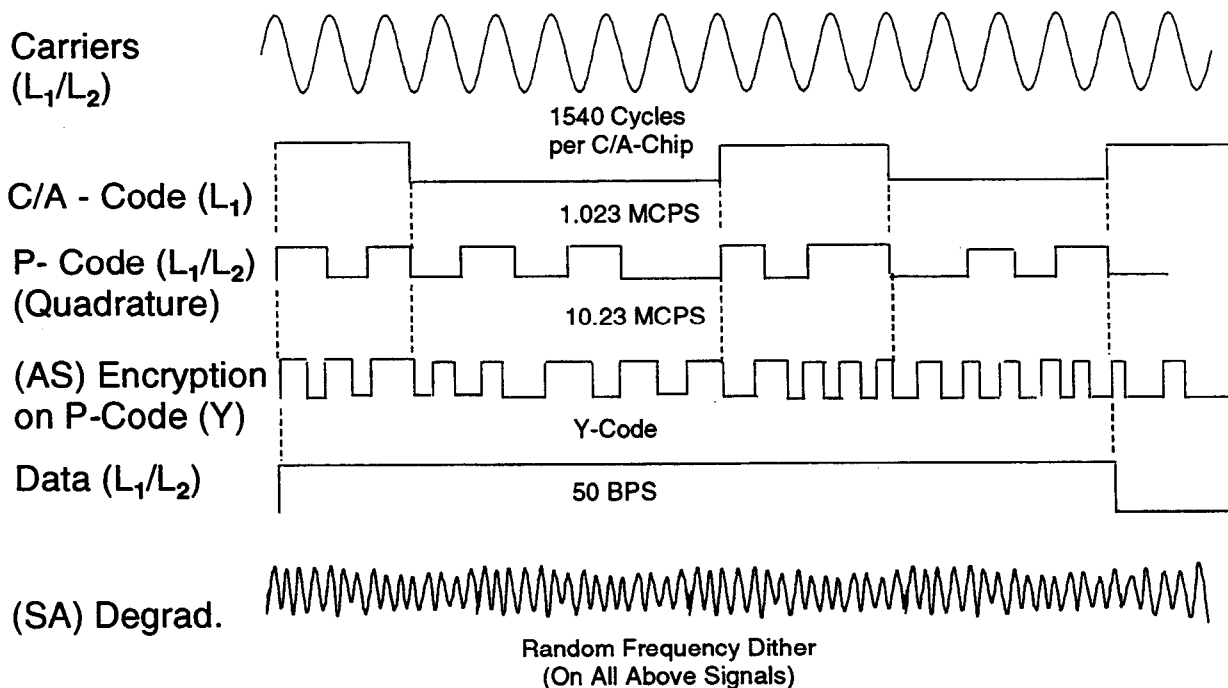 Carriers
(L₁/L₂)
1540 Cycles
per C/A-Chip
C/A - Code (L₁)
1.023 MCPS
P- Code (L₁/L₂)
(Quadrature)
10.23 MCPS
(AS) Encryption
on P-Code (Y)
Y-Code
Data (L₁/L₂)
50 BPS
(SA) Degrad.
Random Frequency Dither
(On All Above Signals)